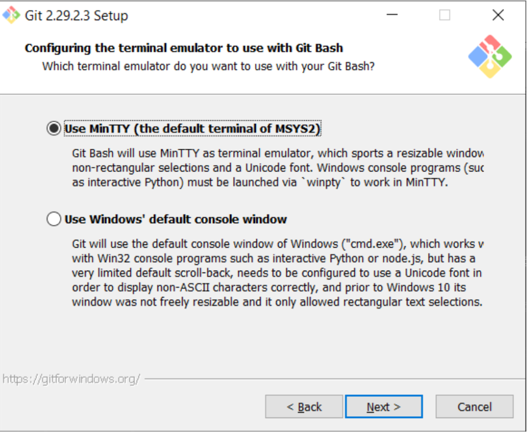 Git 2.29.2.3 Setup
Configuring the terminal emulator to use with Git Bash
Which terminal emulator do you want to use with your Git Bash?
Use MinTTY (the default terminal of MSYS2)
Git Bash will use MinTTY as terminal emulator, which sports a resizable window
non-rectangular selections and a Unicode font. Windows console programs (suc
as interactive Python) must be launched via `winpty` to work in MinTTY.
Use Windows' default console window
Git will use the default console window of Windows ("cmd.exe"), which works
with Win32 console programs such as interactive Python or node.js, but has a
very limited default scroll-back, needs to be configured to use a Unicode font in
order to display non-ASCII characters correctly, and prior to Windows 10 its
window was not freely resizable and it only allowed rectangular text selections.
https://gitforwindows.org/
< Back
Next >
Cancel